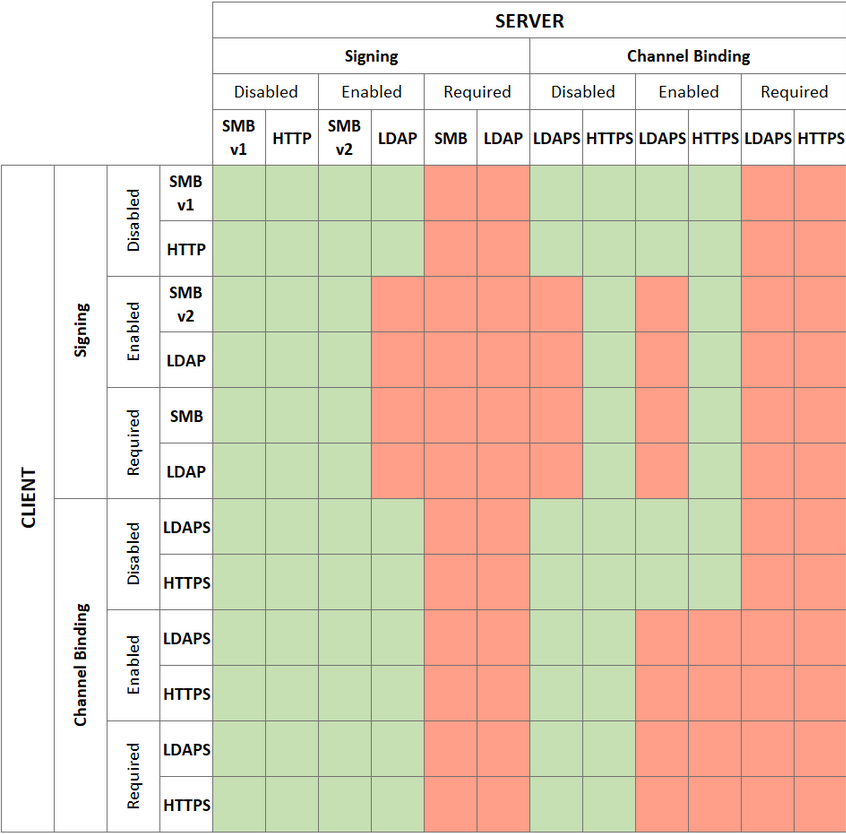 SERVER
Signing Channel Binding
Disabled Enabled Required Disabled Enabled Required
SMB v1 HTTP SMB v2 LDAP SMB LDAP LDAPS HTTPS LDAPS HTTPS LDAPS HTTPS
CLIENT
Signing
Disabled
SMB
v1
HTTP
Enabled
SMB
v2
LDAP
Required
SMB
LDAP
Channel Binding
Disabled
LDAPS
HTTPS
Enabled
LDAPS
HTTPS
Required
LDAPS
HTTPS